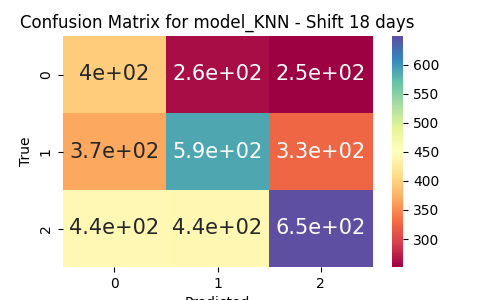 Confusion Matrix for model_KNN - Shift 18 days
0 4e+02 2.6e+02 2.5e+02
1 3.7e+02 5.9e+02 3.3e+02
2 4.4e+02 4.4e+02 6.5e+02
True
0 1 2
Predicted
600
550
500
450
400
350
300